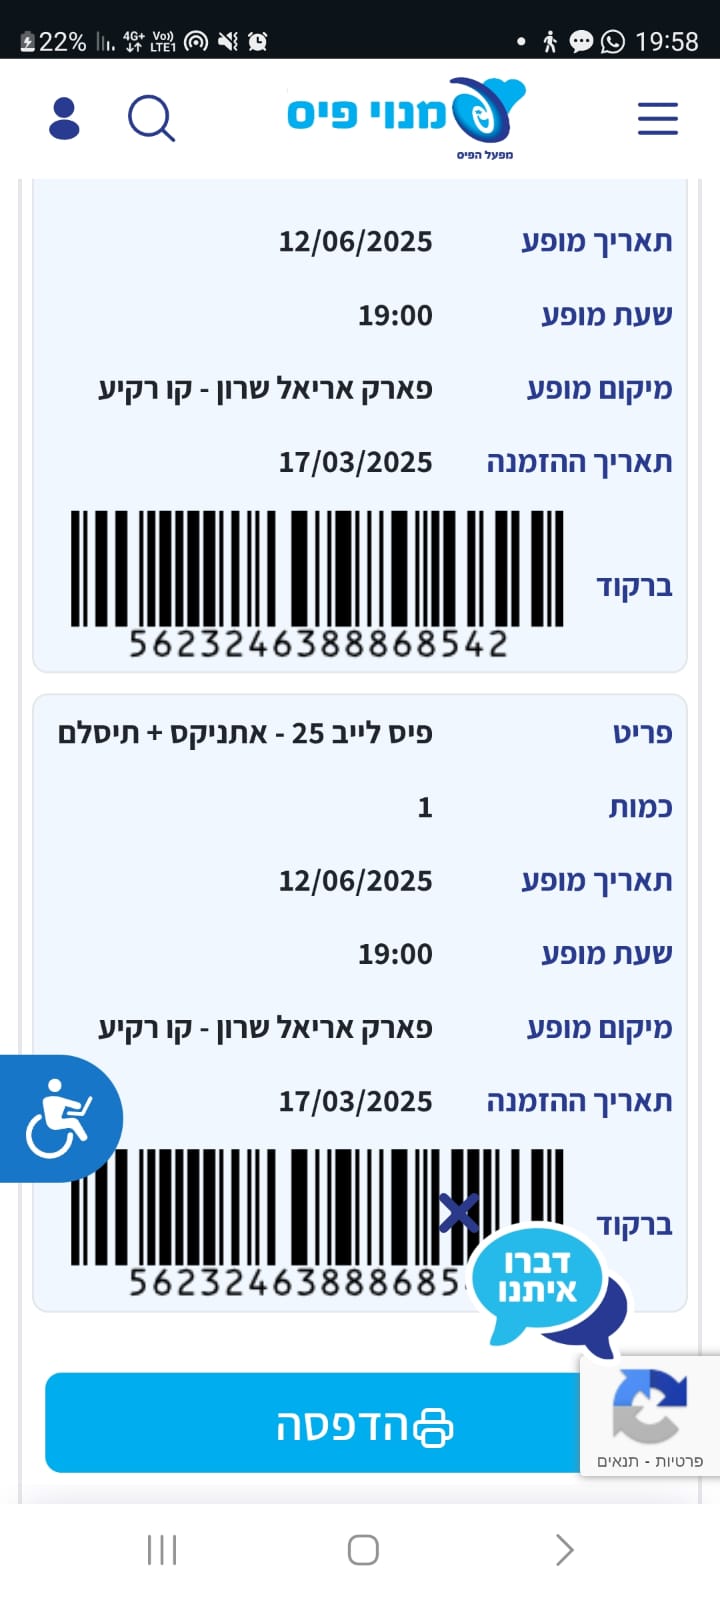 22% 4G+ Vo)) LTE1 19:58
מנוי פיס
מפעל הפיס
תאריך מופע 12/06/2025
שעת מופע 19:00
מיקום מופע פארק אריאל שרון - קו רקיע
תאריך ההזמנה 17/03/2025
ברקוד
5623246388868542
פריט פיס לייב 25 - אתניקס + תיסלם
כמות 1
תאריך מופע 12/06/2025
שעת מופע 19:00
מיקום מופע פארק אריאל שרון - קו רקיע
תאריך ההזמנה 17/03/2025
ברקוד
56232463888685
דברו
איתנו
הדפסה
פרטיות - תנאים